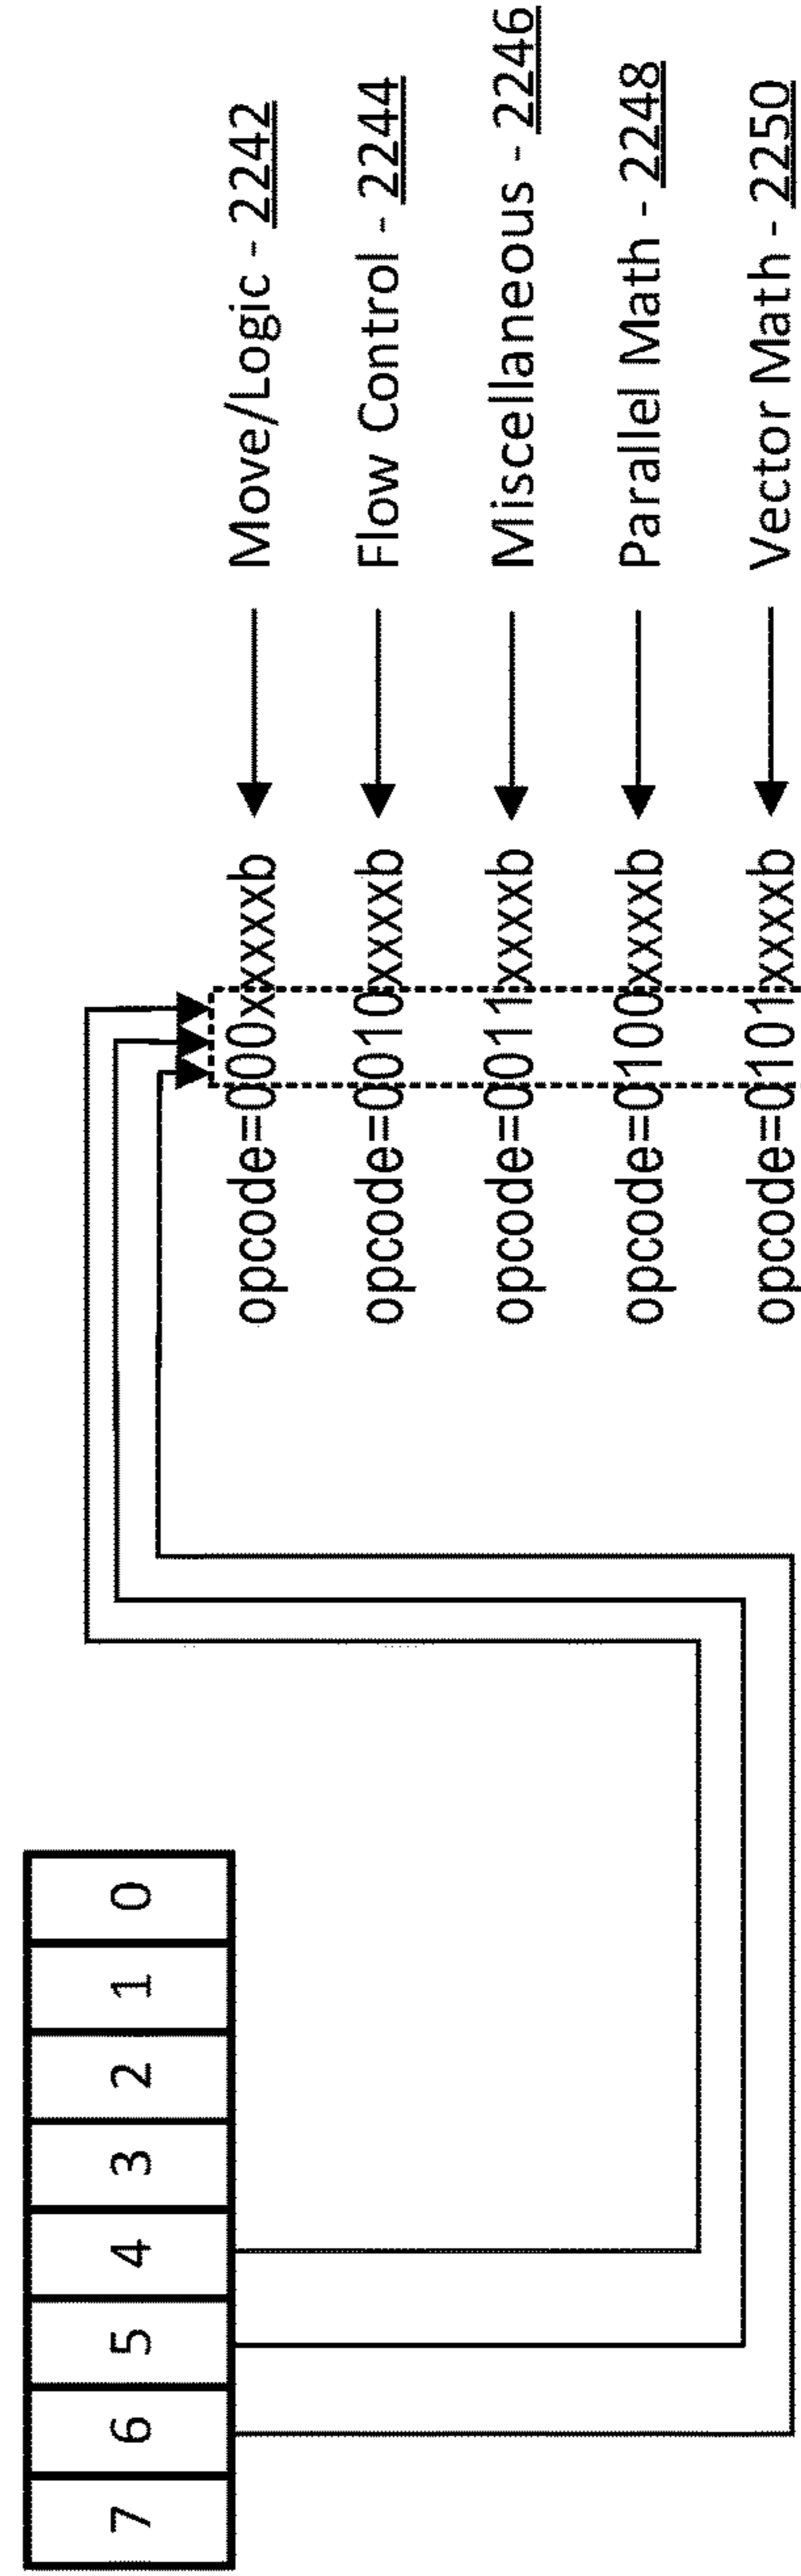 7 6 5 4 3 2 1 0
opcode=000xxxxxb Move/Logic - 2242
opcode=0010xxxxb Flow Control - 2244
opcode=0011xxxxb Miscellaneous - 2246
opcode=0100xxxxb Parallel Math - 2248
opcode=0101xxxxb Vector Math - 2250